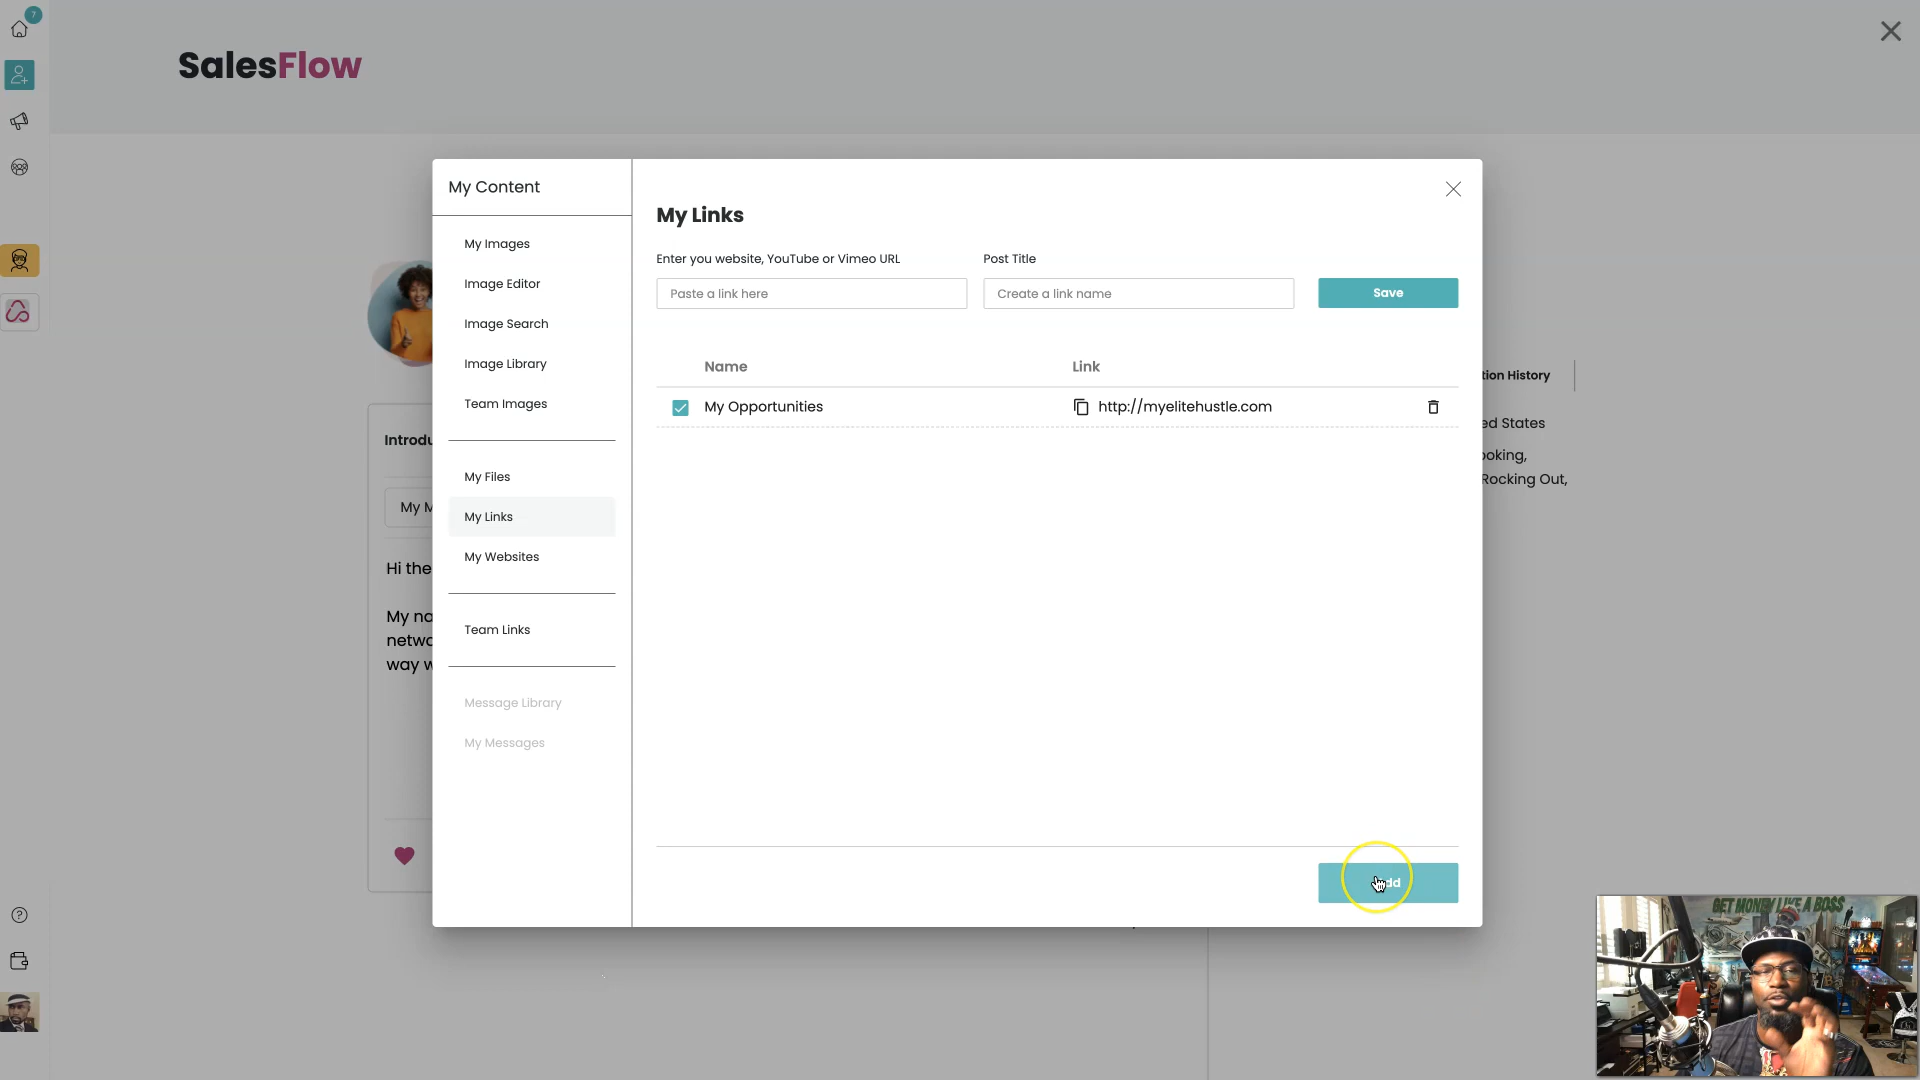 7
SalesFlow
My Content
My Images
Image Editor
Image Search
Image Library
Team Images
My Files
My Links
My Websites
Team Links
Message Library
My Messages
My Links
Enter you website, YouTube or Vimeo URL
Post Title
Paste a link here
Create a link name
Save
Name
Link
My Opportunities
http://myelitehustle.com
tion History
ed States
ooking,
Rocking Out,
Introdu
My M
Hi the
My na
netwo
way w
GET MONEY LIKE A BOSS